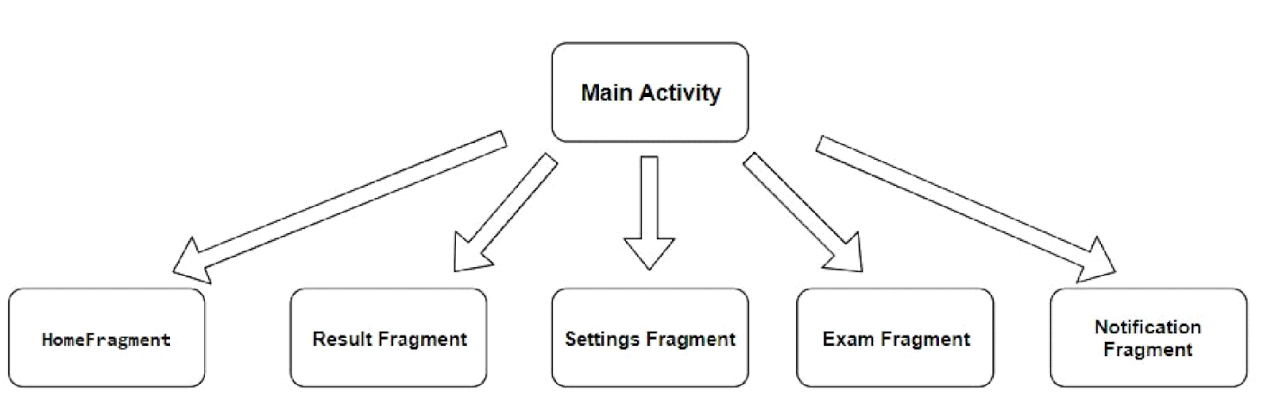 Main Activity
HomeFragment
Result Fragment
Settings Fragment
Exam Fragment
Notification
Fragment